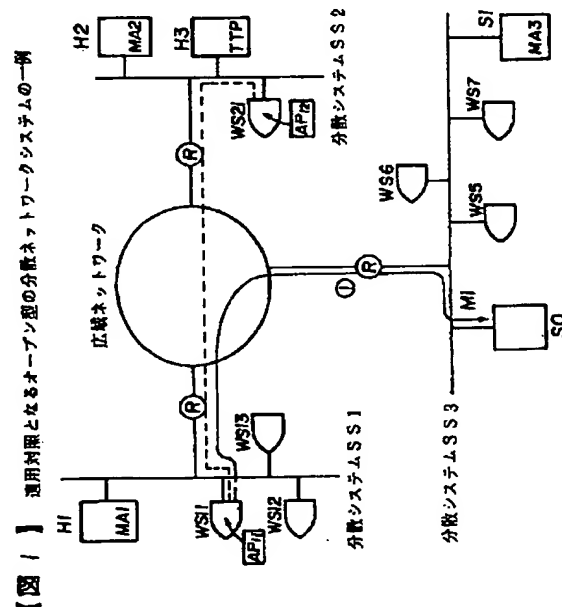 【図 1 】 適用対照となるオープン型の分散ネットワークシステムの一例
H1
MA1
WS11
AP11
WS12
WS13
分散システムSS1
広域ネットワーク
R
R
H2
MA2
H3
TTP
WS21
AP12
分散システムSS2
①
R
M1
S0
分散システムSS3
WS5
WS6
WS7
S1
MA3